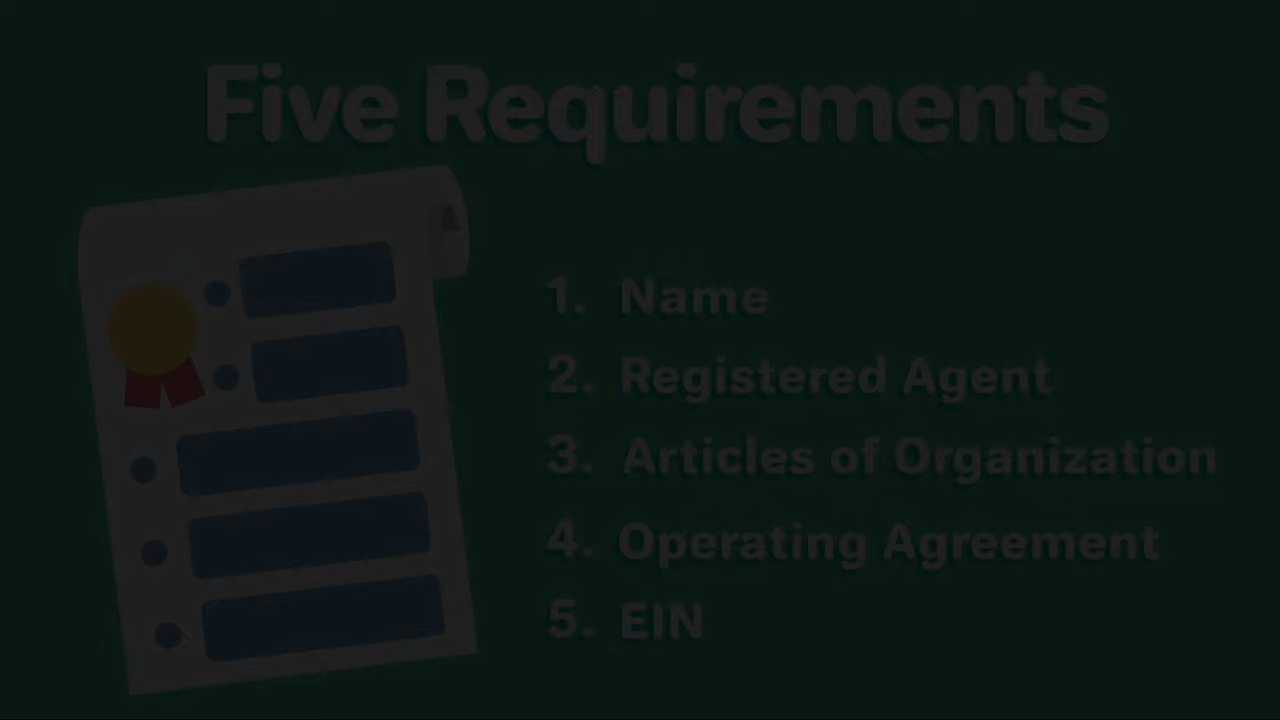 Five Requirements
1. Name
2. Registered Agent
3. Articles of Organization
4. Operating Agreement
5. EIN